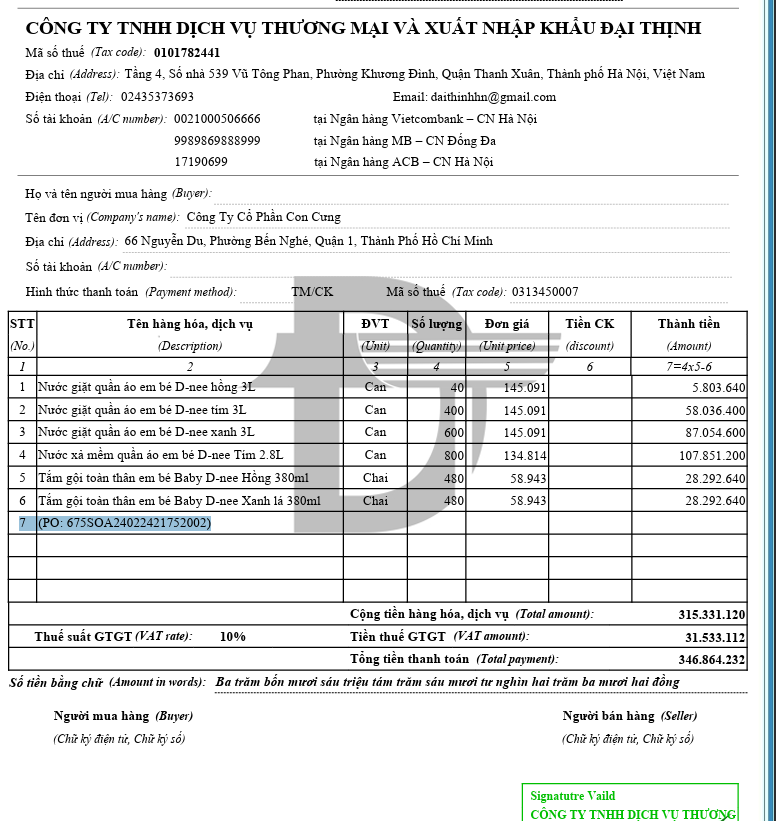 CÔNG TY TNHH DỊCH VỤ THƯƠNG MẠI VÀ XUẤT NHẬP KHẨU ĐẠI THỊNH
Mã số thuế (Tax code): 0101782441
Địa chỉ (Address): Tầng 4, Số nhà 539 Vũ Tông Phan, Phường Khương Đình, Quận Thanh Xuân, Thành phố Hà Nội, Việt Nam
Điện thoại (Tel): 02435373693 Email: daithinhhn@gmail.com
Số tài khoản (A/C number): 0021000506666 tại Ngân hàng Vietcombank – CN Hà Nội
9989869888999 tại Ngân hàng MB – CN Đống Đa
17190699 tại Ngân hàng ACB – CN Hà Nội
Họ và tên người mua hàng (Buyer):
Tên đơn vị (Company's name): Công Ty Cổ Phần Con Cưng
Địa chỉ (Address): 66 Nguyễn Du, Phường Bến Nghé, Quận 1, Thành Phố Hồ Chí Minh
Số tài khoản (A/C number):
Hình thức thanh toán (Payment method): TM/CK Mã số thuế (Tax code): 0313450007
STT Tên hàng hóa, dịch vụ ĐVT Số lượng Đơn giá Tiền CK Thành tiền
(No.) (Description) (Unit) (Quantity) (Unit price) (discount) (Amount)
1 2 3 4 5 6 7=4x5-6
1 Nước giặt quần áo em bé D-nee hồng 3L Can 40 145.091 5.803.640
2 Nước giặt quần áo em bé D-nee tím 3L Can 400 145.091 58.036.400
3 Nước giặt quần áo em bé D-nee xanh 3L Can 600 145.091 87.054.600
4 Nước xả mềm quần áo em bé D-nee Tím 2.8L Can 800 134.814 107.851.200
5 Tắm gội toàn thân em bé Baby D-nee Hồng 380ml Chai 480 58.943 28.292.640
6 Tắm gội toàn thân em bé Baby D-nee Xanh lá 380ml Chai 480 58.943 28.292.640
7 (PO: 675SOA24022421752002)
Cộng tiền hàng hóa, dịch vụ (Total amount): 315.331.120
Thuế suất GTGT (VAT rate): 10% Tiền thuế GTGT (VAT amount): 31.533.112
Tổng tiền thanh toán (Total payment): 346.864.232
Số tiền bằng chữ (Amount in words): Ba trăm bốn mươi sáu triệu tám trăm sáu mươi tư nghìn hai trăm ba mươi hai đồng
Người mua hàng (Buyer) Người bán hàng (Seller)
(Chữ ký điện tử, Chữ ký số) (Chữ ký điện tử, Chữ ký số)
Signatutre Vaild
CÔNG TY TNHH DỊCH VỤ THƯƠNG